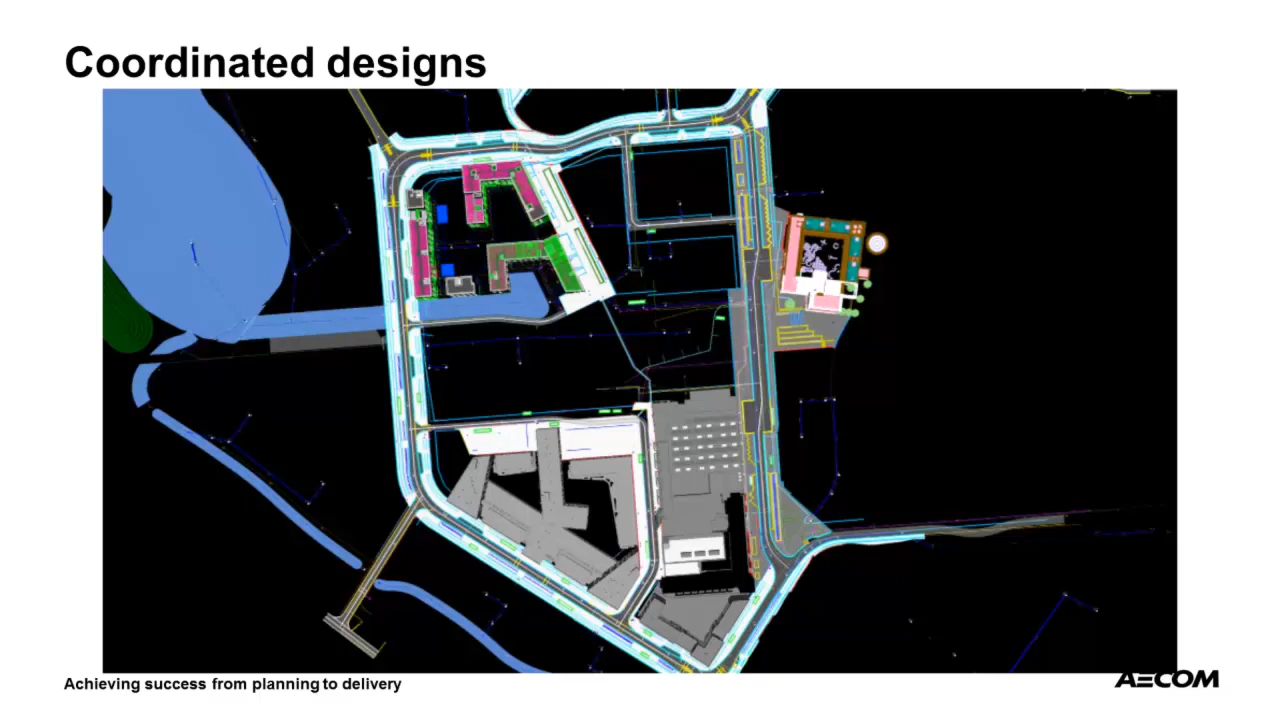 Coordinated designs
Achieving success from planning to delivery
AECOM